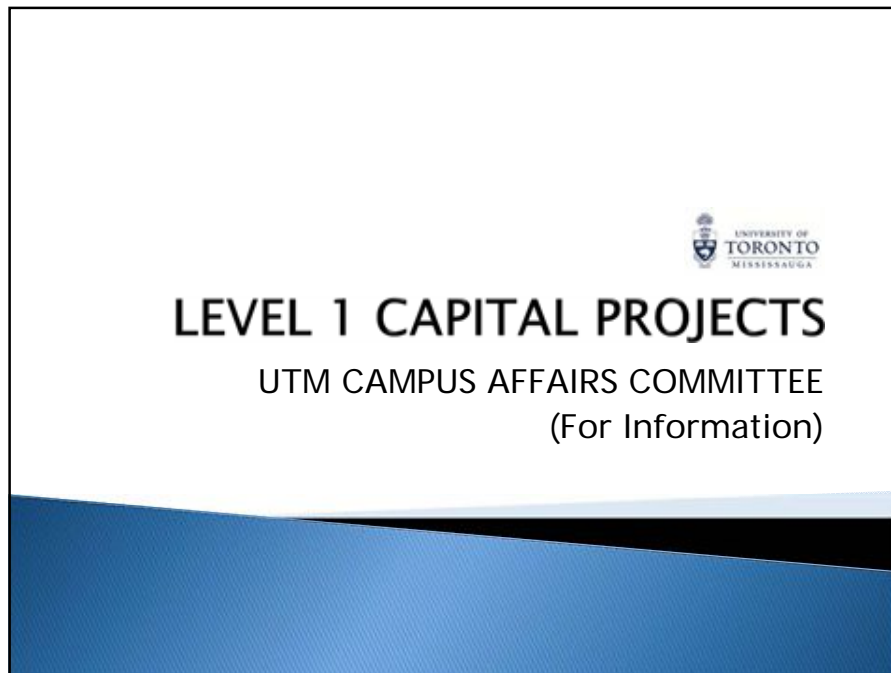 UNIVERSITY OF
TORONTO
MISSISSAUGA
LEVEL 1 CAPITAL PROJECTS
UTM CAMPUS AFFAIRS COMMITTEE
(For Information)